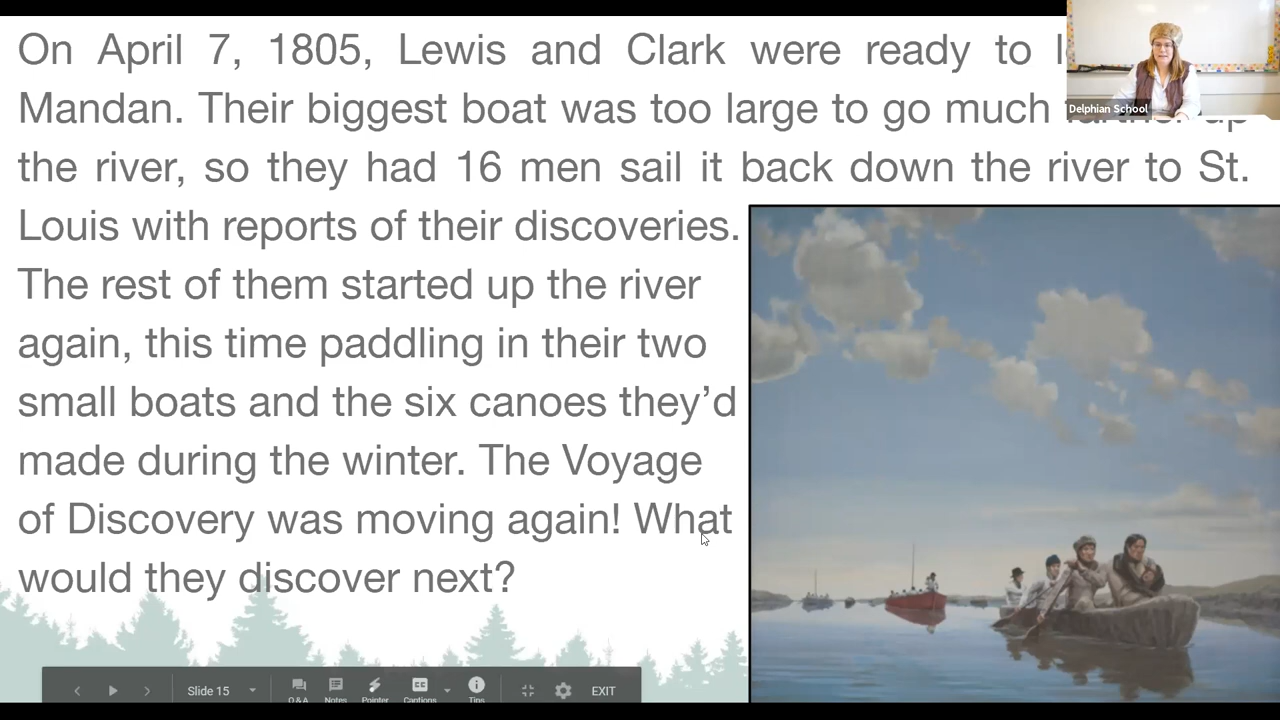 On April 7, 1805, Lewis and Clark were ready to
Mandan. Their biggest boat was too large to go much
the river, so they had 16 men sail it back down the river to St.
Louis with reports of their discoveries.
The rest of them started up the river
again, this time paddling in their two
small boats and the six canoes they’d
made during the winter. The Voyage
of Discovery was moving again! What
would they discover next?
Delphian School
Slide 15
Q & A
Notes
Pointer
Captions
Tips
EXIT